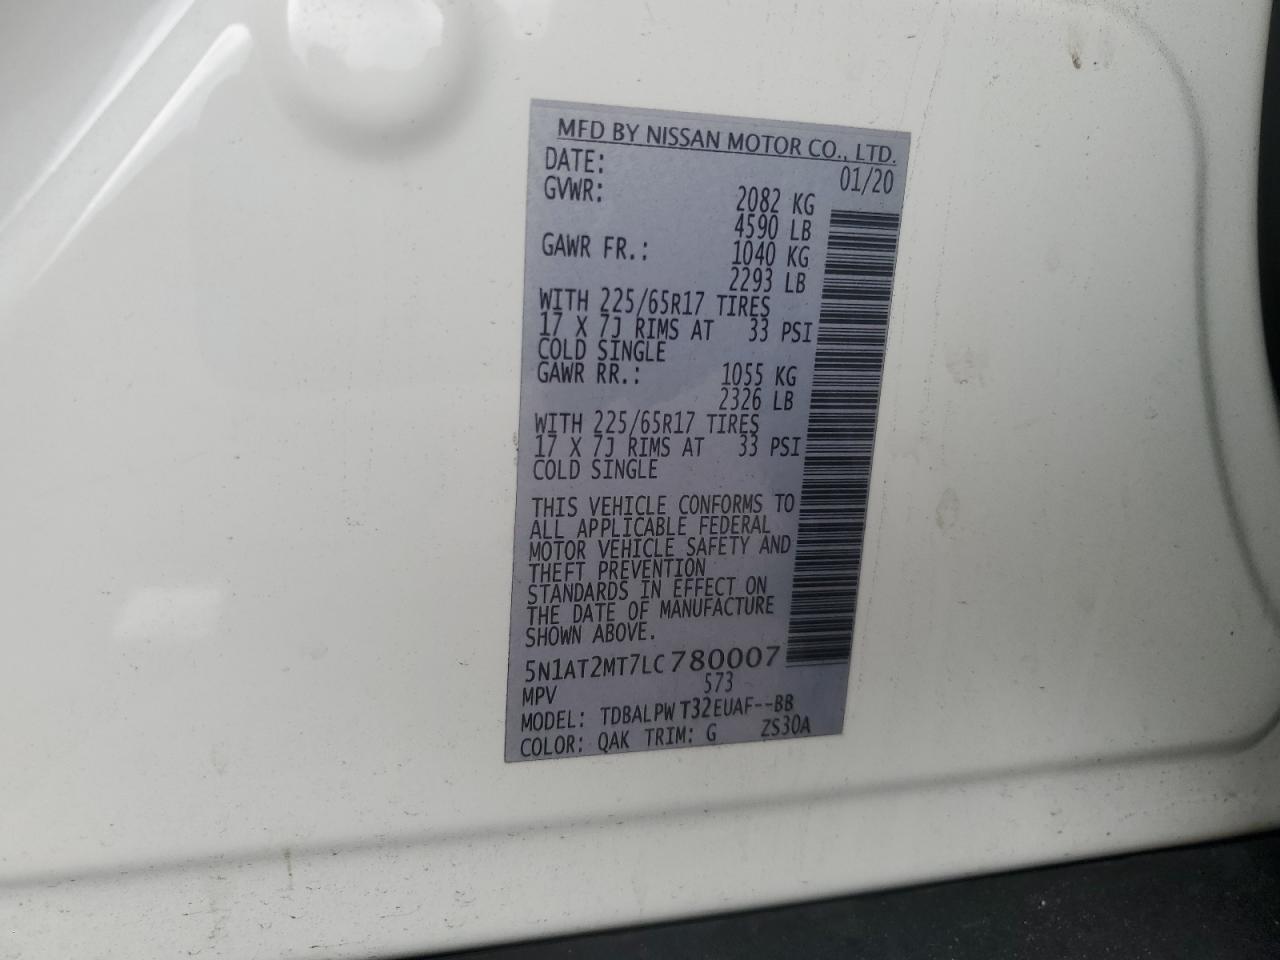 MFD BY NISSAN MOTOR CO., LTD.
DATE: 01/20
GVWR: 2082 KG
4590 LB
GAWR FR.: 1040 KG
2293 LB
WITH 225/65R17 TIRES
17 X 7J RIMS AT 33 PSI
COLD SINGLE
GAWR RR.: 1055 KG
2326 LB
WITH 225/65R17 TIRES
17 X 7J RIMS AT 33 PSI
COLD SINGLE
THIS VEHICLE CONFORMS TO
ALL APPLICABLE FEDERAL
MOTOR VEHICLE SAFETY AND
THEFT PREVENTION
STANDARDS IN EFFECT ON
THE DATE OF MANUFACTURE
SHOWN ABOVE.
5N1AT2MT7LC780007
MPV 573
MODEL: TDBALPW T32EUAF--BB
COLOR: QAK TRIM: G ZS30A